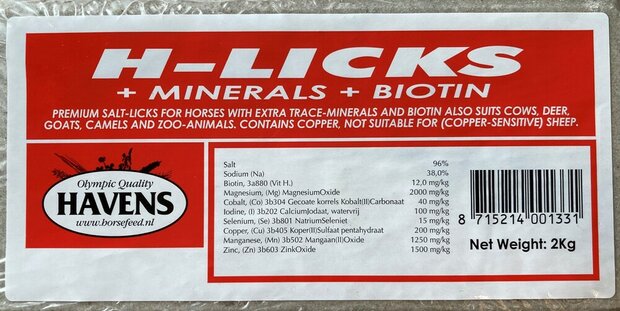 H-LICKS
+ MINERALS + BIOTIN
PREMIUM SALT-LICKS FOR HORSES WITH EXTRA TRACE-MINERALS AND BIOTIN ALSO SUITS COWS, DEER,
GOATS, CAMELS AND ZOO-ANIMALS. CONTAINS COPPER, NOT SUITABLE FOR (COPPER-SENSITIVE) SHEEP.
Olympic Quality
HAVENS
www.horsefeed.nl
Salt 96%
Sodium (Na) 38,0%
Biotin, 3a880 (Vit H.) 12,0 mg/kg
Magnesium, (Mg) MagnesiumOxide 2000 mg/kg
Cobalt, (Co) 3b304 Gecoate korrels Kobalt(II)Carbonaat 40 mg/kg
Iodine, (I) 3b202 CalciumJodaat, watervrij 100 mg/kg
Selenium, (Se) 3b801 NatriumSeleniet 15 mg/kg
Copper, (Cu) 3b405 Koper(II)Sulfaat pentahydraat 200 mg/kg
Manganese, (Mn) 3b502 Mangaan(II)Oxide 1250 mg/kg
Zinc, (Zn) 3b603 ZinkOxide 1500 mg/kg
8 715214 001331
Net Weight: 2Kg